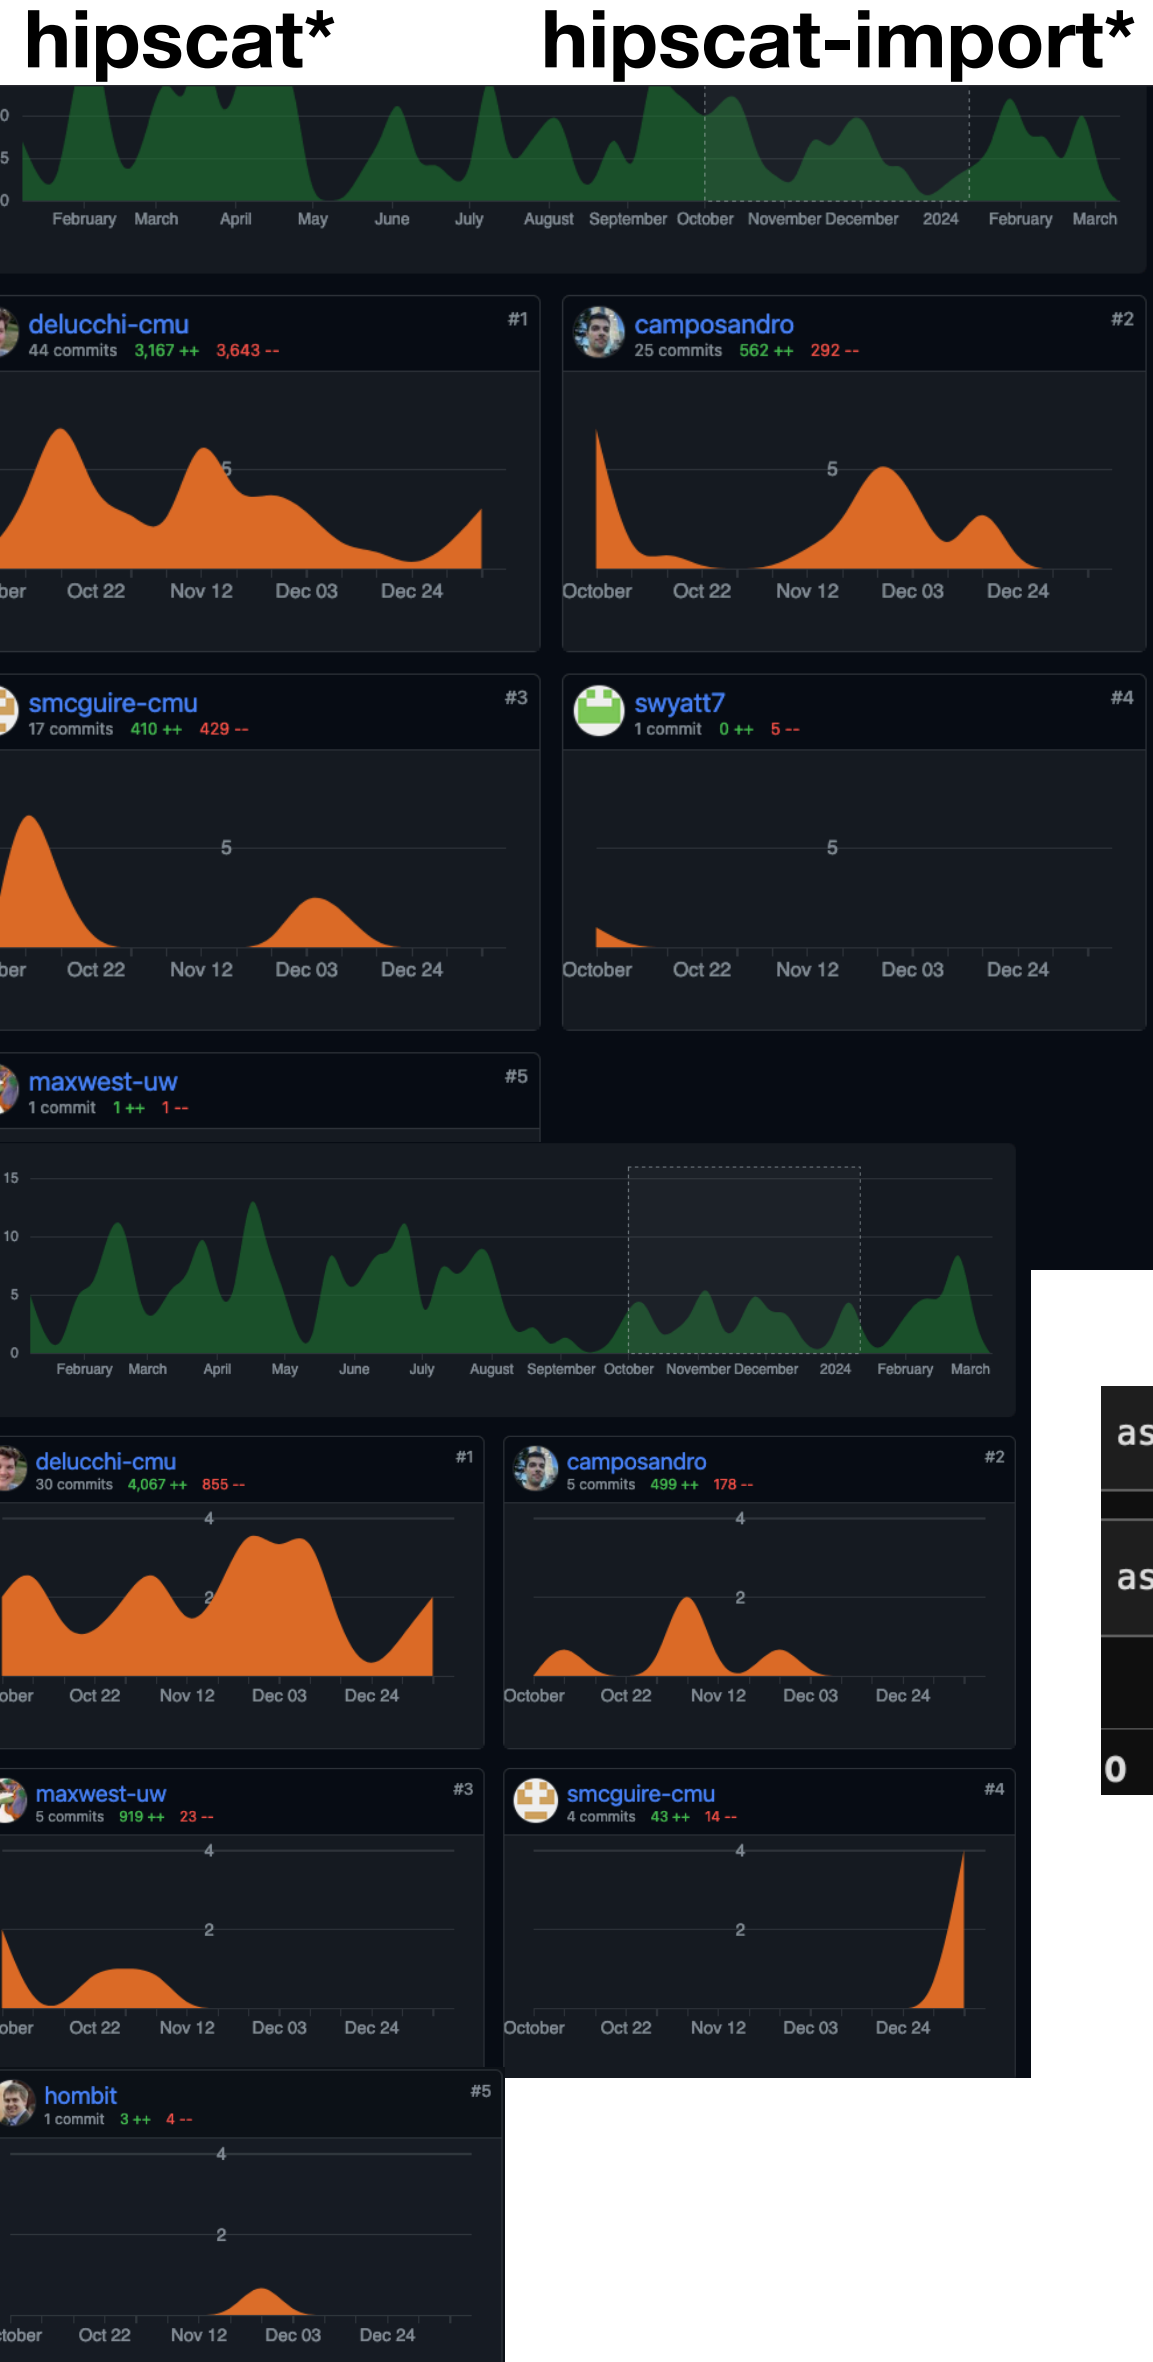 hipscat* hipscat-import*
0
5
0
February March April May June July August September October November December 2024 February March
delucchi-cmu #1
44 commits 3,167 ++ 3,643 --
5
ber Oct 22 Nov 12 Dec 03 Dec 24
camposandro #2
25 commits 562 ++ 292 --
5
October Oct 22 Nov 12 Dec 03 Dec 24
smcguire-cmu #3
17 commits 410 ++ 429 --
5
ber Oct 22 Nov 12 Dec 03 Dec 24
swyatt7 #4
1 commit 0 ++ 5 --
5
October Oct 22 Nov 12 Dec 03 Dec 24
maxwest-uw #5
1 commit 1 ++ 1 --
15
10
5
0
February March April May June July August September October November December 2024 February March
delucchi-cmu #1
30 commits 4,067 ++ 855 --
4
2
ober Oct 22 Nov 12 Dec 03 Dec 24
camposandro #2
5 commits 499 ++ 178 --
4
2
October Oct 22 Nov 12 Dec 03 Dec 24
maxwest-uw #3
5 commits 919 ++ 23 --
4
2
ober Oct 22 Nov 12 Dec 03 Dec 24
smcguire-cmu #4
4 commits 43 ++ 14 --
4
2
October Oct 22 Nov 12 Dec 03 Dec 24
hombit #5
1 commit 3 ++ 4 --
4
2
tober Oct 22 Nov 12 Dec 03 Dec 24
as
as
0